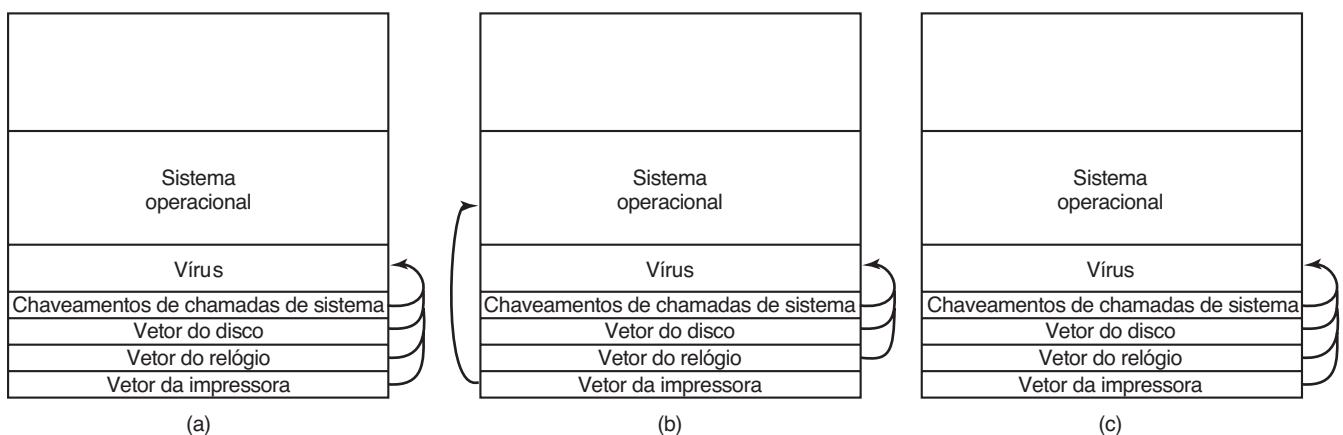 Sistema
operacional
Vírus
Chaveamentos de chamadas de sistema
Vetor do disco
Vetor do relógio
Vetor da impressora
(a)
Sistema
operacional
Vírus
Chaveamentos de chamadas de sistema
Vetor do disco
Vetor do relógio
Vetor da impressora
(b)
Sistema
operacional
Vírus
Chaveamentos de chamadas de sistema
Vetor do disco
Vetor do relógio
Vetor da impressora
(c)